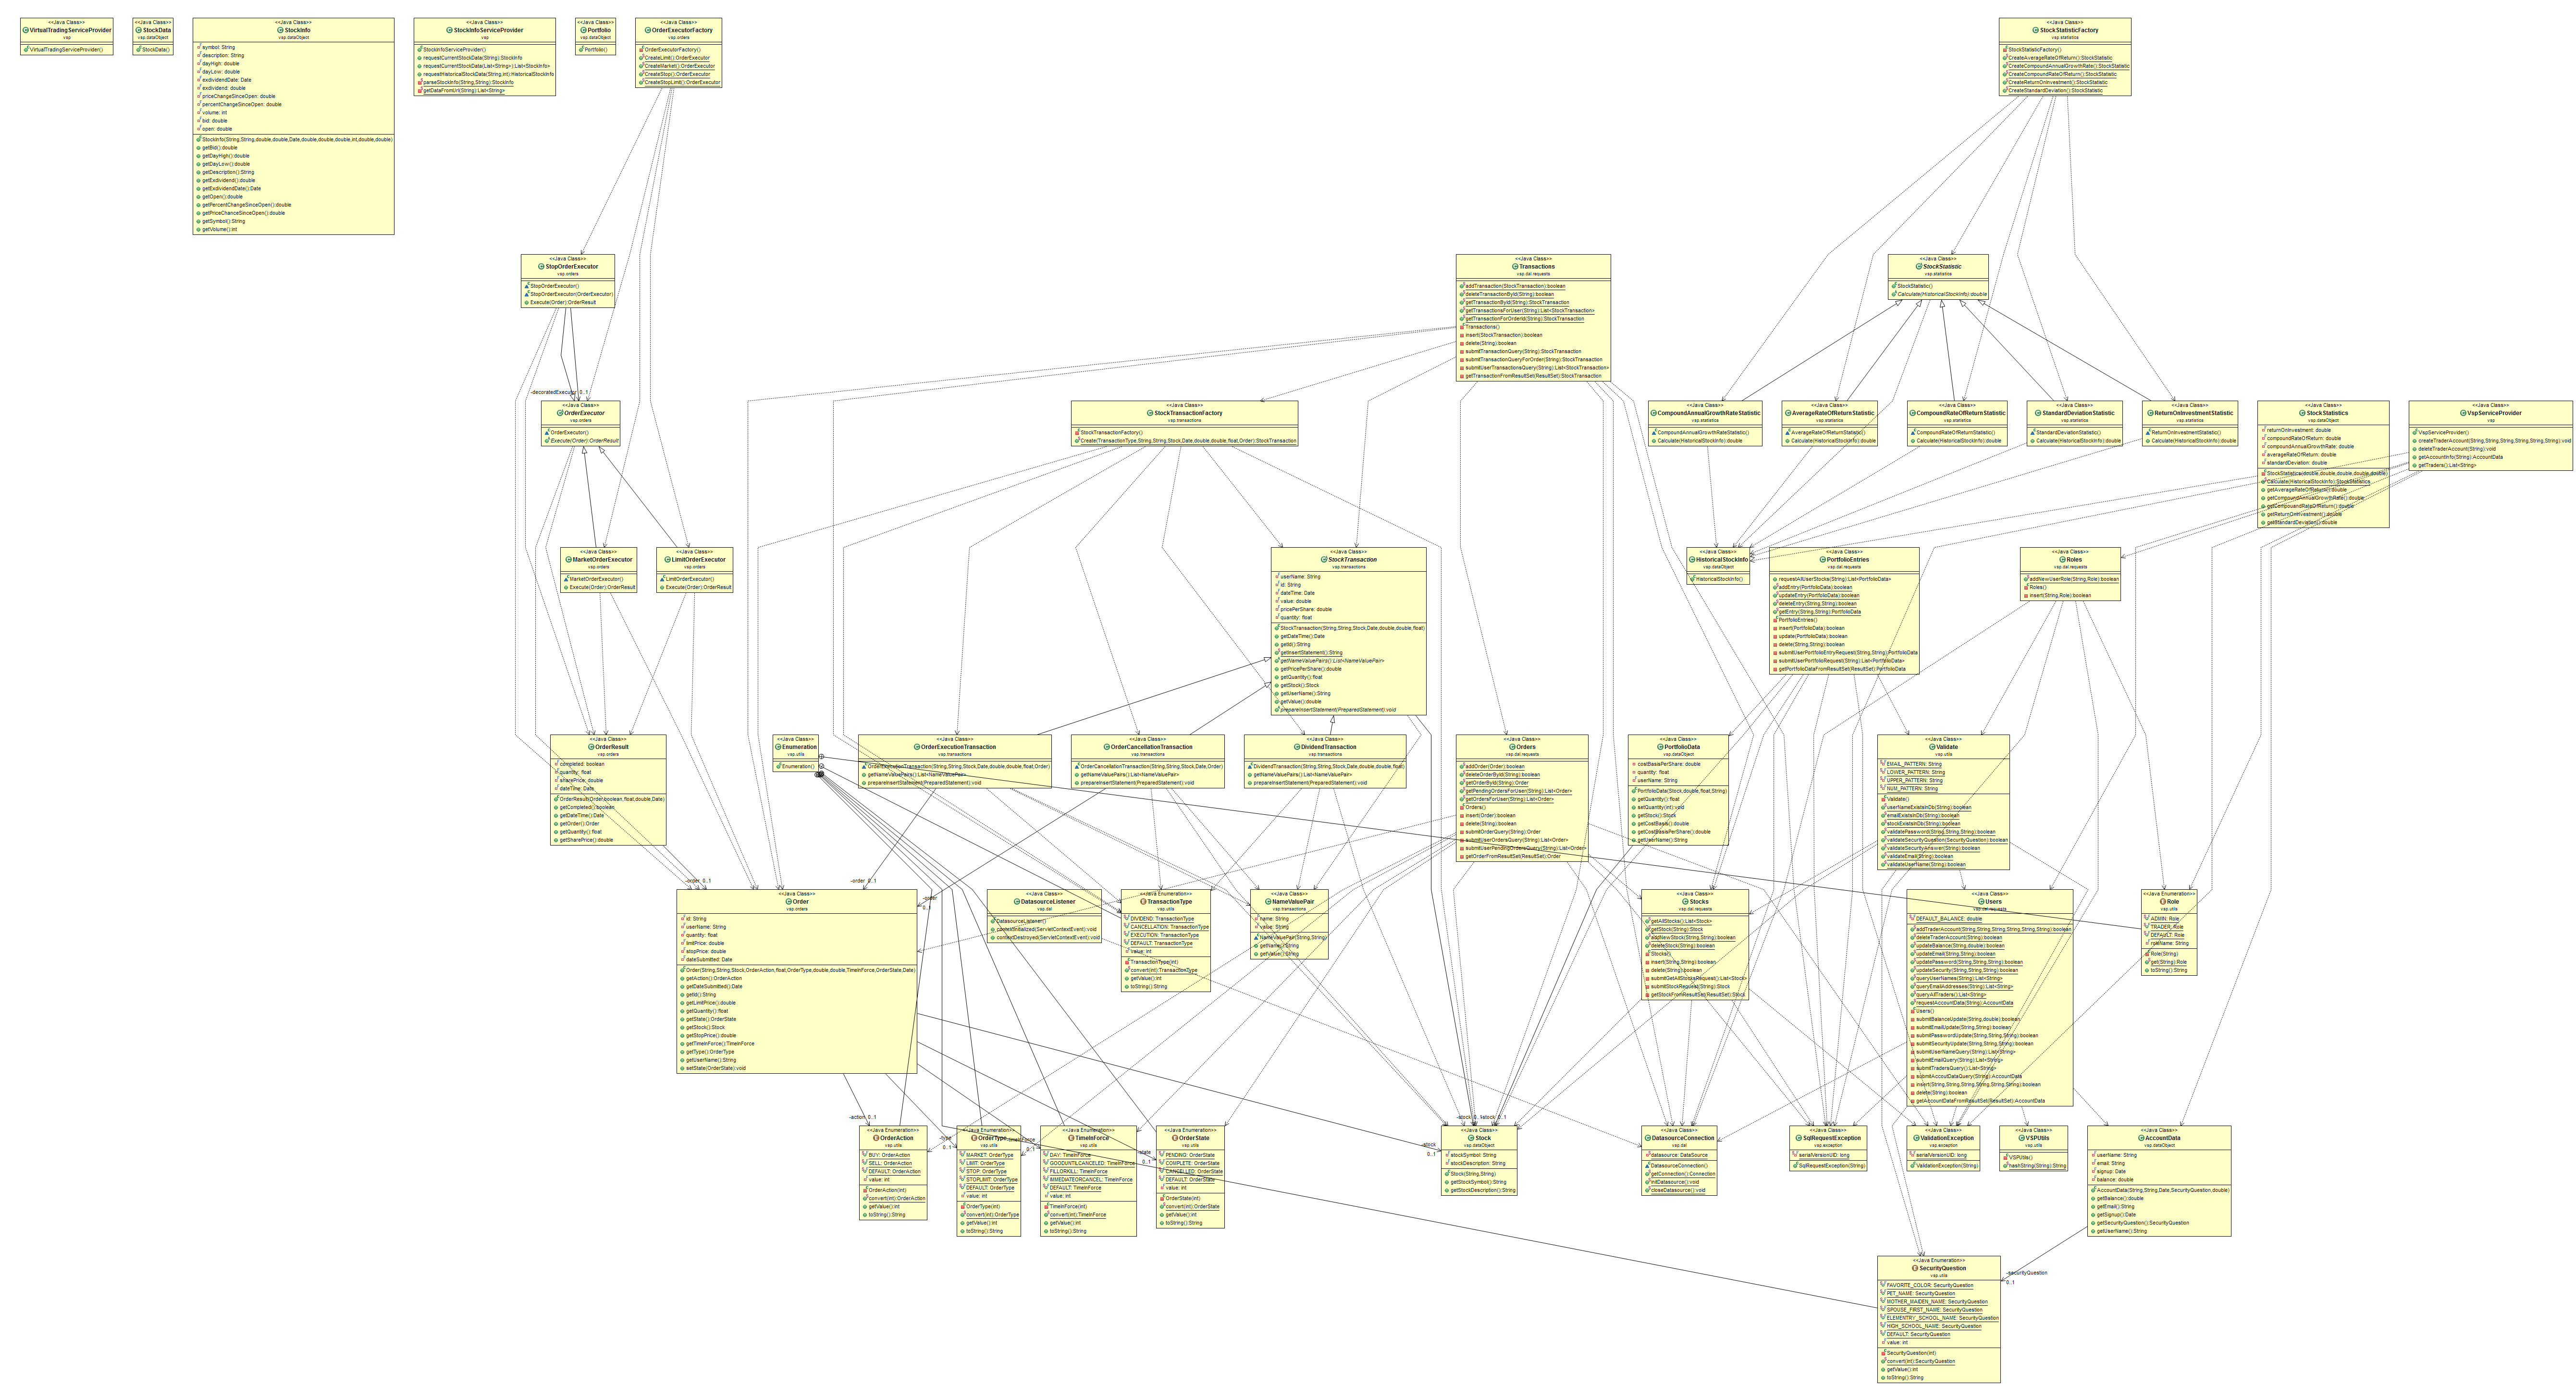 <<Java Class>>
VirtualTradingServiceProvider
vsp
VirtualTradingServiceProvider()
<<Java Class>>
StockData
vsp.dataObject
StockData()
<<Java Class>>
StockInfo
vsp.dataObject
symbol: String
description: String
dayHigh: double
dayLow: double
exdividendDate: Date
exdividend: double
priceChangeSinceOpen: double
percentChangeSinceOpen: double
volume: int
bid: double
open: double
StockInfo(String,String,double,double,Date,double,double,double,int,double,double)
getBid():double
getDayHigh():double
getDayLow():double
getDescription():String
getExdividend():double
getExdividendDate():Date
getOpen():double
getPercentChangeSinceOpen():double
getPriceChanceSinceOpen():double
getSymbol():String
getVolume():int
<<Java Class>>
StockInfoServiceProvider
vsp
StockInfoServiceProvider()
requestCurrentStockData(String):StockInfo
requestCurrentStockData(List<String>):List<StockInfo>
requestHistoricalStockData(String,int):HistoricalStockInfo
parseStockInfo(String,String):StockInfo
getDataFromUrl(String):List<String>
<<Java Class>>
Portfolio
vsp.dataObject
Portfolio()
<<Java Class>>
OrderExecutorFactory
vsp.orders
OrderExecutorFactory()
CreateLimit():OrderExecutor
CreateMarket():OrderExecutor
CreateStop():OrderExecutor
CreateStopLimit():OrderExecutor
<<Java Class>>
StockStatisticFactory
vsp.statistics
StockStatisticFactory()
CreateAverageRateOfReturn():StockStatistic
CreateCompoundAnnualGrowthRate():StockStatistic
CreateCompoundRateOfReturn():StockStatistic
CreateReturnOnInvestment():StockStatistic
CreateStandardDeviation():StockStatistic
<<Java Class>>
StopOrderExecutor
vsp.orders
StopOrderExecutor()
StopOrderExecutor(OrderExecutor)
Execute(Order):OrderResult
<<Java Class>>
Transactions
vsp.dal.requests
addTransaction(StockTransaction):boolean
deleteTransactionById(String):boolean
getTransactionById(String):StockTransaction
getTransactionsForUser(String):List<StockTransaction>
getTransactionForOrderId(String):StockTransaction
Transactions()
insert(StockTransaction):boolean
delete(String):boolean
submitTransactionQuery(String):StockTransaction
submitTransactionQueryForOrder(String):StockTransaction
submitUserTransactionsQuery(String):List<StockTransaction>
getTransactionFromResultSet(ResultSet):StockTransaction
<<Java Class>>
StockStatistic
vsp.statistics
StockStatistic()
Calculate(HistoricalStockInfo):double
-decoratedExecutor 0..1
<<Java Class>>
OrderExecutor
vsp.orders
OrderExecutor()
Execute(Order):OrderResult
<<Java Class>>
StockTransactionFactory
vsp.transactions
StockTransactionFactory()
Create(TransactionType,String,String,Stock,Date,double,double,float,Order):StockTransaction
<<Java Class>>
CompoundAnnualGrowthRateStatistic
vsp.statistics
CompoundAnnualGrowthRateStatistic()
Calculate(HistoricalStockInfo):double
<<Java Class>>
AverageRateOfReturnStatistic
vsp.statistics
AverageRateOfReturnStatistic()
Calculate(HistoricalStockInfo):double
<<Java Class>>
CompoundRateOfReturnStatistic
vsp.statistics
CompoundRateOfReturnStatistic()
Calculate(HistoricalStockInfo):double
<<Java Class>>
StandardDeviationStatistic
vsp.statistics
StandardDeviationStatistic()
Calculate(HistoricalStockInfo):double
<<Java Class>>
ReturnOnInvestmentStatistic
vsp.statistics
ReturnOnInvestmentStatistic()
Calculate(HistoricalStockInfo):double
<<Java Class>>
StockStatistics
vsp.dataObject
returnOnInvestment: double
compoundRateOfReturn: double
compoundAnnualGrowthRate: double
averageRateOfReturn: double
standardDeviation: double
StockStatistics(double,double,double,double,double)
Calculate(HistoricalStockInfo):StockStatistics
getAverageRateOfReturn():double
getCompoundAnnualGrowthRate():double
getCompoundRateOfReturn():double
getReturnOnInvestment():double
getStandardDeviation():double
<<Java Class>>
VspServiceProvider
vsp
VspServiceProvider()
createTraderAccount(String,String,String,String,String,String):void
deleteTraderAccount(String):void
getAccountInfo(String):AccountData
getTraders():List<String>
<<Java Class>>
MarketOrderExecutor
vsp.orders
MarketOrderExecutor()
Execute(Order):OrderResult
<<Java Class>>
LimitOrderExecutor
vsp.orders
LimitOrderExecutor()
Execute(Order):OrderResult
<<Java Class>>
StockTransaction
vsp.transactions
userName: String
id: String
dateTime: Date
value: double
pricePerShare: double
quantity: float
StockTransaction(String,String,Stock,Date,double,double,float)
getDateTime():Date
getId():String
getInsertStatement():String
getNameValuePairs():List<NameValuePair>
getPricePerShare():double
getQuantity():float
getStock():Stock
getUserName():String
getValue():double
prepareInsertStatement(PreparedStatement):void
<<Java Class>>
HistoricalStockInfo
vsp.dataObject
HistoricalStockInfo()
<<Java Class>>
PortfolioEntries
vsp.dal.requests
requestAllUserStocks(String):List<PortfolioData>
addEntry(PortfolioData):boolean
updateEntry(PortfolioData):boolean
deleteEntry(String,String):boolean
getEntry(String,String):PortfolioData
PortfolioEntries()
insert(PortfolioData):boolean
update(PortfolioData):boolean
delete(String,String):boolean
submitUserPortfolioEntryRequest(String,String):PortfolioData
submitUserPortfolioRequest(String):List<PortfolioData>
getPortfolioDataFromResultSet(ResultSet):PortfolioData
<<Java Class>>
Roles
vsp.dal.requests
addNewUserRole(String,Role):boolean
Roles()
insert(String,Role):boolean
<<Java Class>>
OrderResult
vsp.orders
completed: boolean
quantity: float
sharePrice: double
dateTime: Date
OrderResult(Order,boolean,float,double,Date)
getCompleted():boolean
getDateTime():Date
getOrder():Order
getQuantity():float
getSharePrice():double
<<Java Class>>
Enumeration
vsp.utils
Enumeration()
<<Java Class>>
OrderExecutionTransaction
vsp.transactions
OrderExecutionTransaction(String,String,Stock,Date,double,double,float,Order)
getNameValuePairs():List<NameValuePair>
prepareInsertStatement(PreparedStatement):void
<<Java Class>>
OrderCancellationTransaction
vsp.transactions
OrderCancellationTransaction(String,String,Stock,Date,Order)
getNameValuePairs():List<NameValuePair>
prepareInsertStatement(PreparedStatement):void
<<Java Class>>
DividendTransaction
vsp.transactions
DividendTransaction(String,String,Stock,Date,double,double,float)
getNameValuePairs():List<NameValuePair>
prepareInsertStatement(PreparedStatement):void
<<Java Class>>
Orders
vsp.dal.requests
addOrder(Order):boolean
deleteOrderById(String):boolean
getOrderById(String):Order
getPendingOrdersForUser(String):List<Order>
getOrdersForUser(String):List<Order>
Orders()
insert(Order):boolean
delete(String):boolean
submitOrderQuery(String):Order
submitUserOrdersQuery(String):List<Order>
submitUserPendingOrdersQuery(String):List<Order>
getOrderFromResultSet(ResultSet):Order
<<Java Class>>
PortfolioData
vsp.dataObject
costBasisPerShare: double
quantity: float
userName: String
PortfolioData(Stock,double,float,String)
getQuantity():float
setQuantity(int):void
getStock():Stock
getCostBasis():double
getCostBasisPerShare():double
getUserName():String
<<Java Class>>
Validate
vsp.utils
EMAIL_PATTERN: String
LOWER_PATTERN: String
UPPER_PATTERN: String
NUM_PATTERN: String
Validate()
userNameExistsInDb(String):boolean
emailExistsInDb(String):boolean
stockExistsInDb(String):boolean
validatePassword(String,String,String):boolean
validateSecurityQuestion(SecurityQuestion):boolean
validateSecurityAnswer(String):boolean
validateEmail(String):boolean
validateUserName(String):boolean
-order 0..1
-order 0..1
-order
0..1
<<Java Class>>
Order
vsp.orders
id: String
userName: String
quantity: float
limitPrice: double
stopPrice: double
dateSubmitted: Date
Order(String,String,Stock,OrderAction,float,OrderType,double,double,TimeInForce,OrderState,Date)
getAction():OrderAction
getDateSubmitted():Date
getId():String
getLimitPrice():double
getQuantity():float
getState():OrderState
getStock():Stock
getStopPrice():double
getTimeInForce():TimeInForce
getType():OrderType
getUserName():String
setState(OrderState):void
<<Java Class>>
DatasourceListener
vsp.dal
DatasourceListener()
contextInitialized(ServletContextEvent):void
contextDestroyed(ServletContextEvent):void
<<Java Enumeration>>
TransactionType
vsp.utils
DIVIDEND: TransactionType
CANCELLATION: TransactionType
EXECUTION: TransactionType
DEFAULT: TransactionType
value: int
TransactionType(int)
convert(int):TransactionType
getValue():int
toString():String
<<Java Class>>
NameValuePair
vsp.transactions
name: String
value: String
NameValuePair(String,String)
getName():String
getValue():String
<<Java Class>>
Stocks
vsp.dal.requests
getAllStocks():List<Stock>
getStock(String):Stock
addNewStock(String,String):boolean
deleteStock(String):boolean
Stocks()
insert(String,String):boolean
delete(String):boolean
submitGetAllStocksRequest():List<Stock>
submitStockRequest(String):Stock
getStockFromResultSet(ResultSet):Stock
<<Java Class>>
Users
vsp.dal.requests
DEFAULT_BALANCE: double
addTraderAccount(String,String,String,String,String,String):boolean
deleteTraderAccount(String):boolean
updateBalance(String,double):boolean
updateEmail(String,String):boolean
updatePassword(String,String,String):boolean
updateSecurity(String,String,String):boolean
queryUserNames(String):List<String>
queryEmailAddresses(String):List<String>
queryAllTraders():List<String>
requestAccountData(String):AccountData
Users()
submitBalanceUpdate(String,double):boolean
submitEmailUpdate(String,String):boolean
submitPasswordUpdate(String,String,String):boolean
submitSecurityUpdate(String,String,String):boolean
submitUserNameQuery(String):List<String>
submitEmailQuery(String):List<String>
submitTradersQuery():List<String>
submitAccoutDataQuery(String):AccountData
insert(String,String,String,String,String,String):boolean
delete(String):boolean
getAccountDataFromResultSet(ResultSet):AccountData
<<Java Enumeration>>
Role
vsp.utils
ADMIN: Role
TRADER: Role
DEFAULT: Role
roleName: String
Role(String)
get(String):Role
toString():String
-action 0..1
-type
0..1
-timeInForce
0..1
-state
0..1
-stock
0..1
-stock 0..1
-stock 0..1
<<Java Enumeration>>
OrderAction
vsp.utils
BUY: OrderAction
SELL: OrderAction
DEFAULT: OrderAction
value: int
OrderAction(int)
convert(int):OrderAction
getValue():int
toString():String
<<Java Enumeration>>
OrderType
vsp.utils
MARKET: OrderType
LIMIT: OrderType
STOP: OrderType
STOPLIMIT: OrderType
DEFAULT: OrderType
value: int
OrderType(int)
convert(int):OrderType
getValue():int
toString():String
<<Java Enumeration>>
TimeInForce
vsp.utils
DAY: TimeInForce
GOODUNTILCANCELED: TimeInForce
FILLORKILL: TimeInForce
IMMEDIATEORCANCEL: TimeInForce
DEFAULT: TimeInForce
value: int
TimeInForce(int)
convert(int):TimeInForce
getValue():int
toString():String
<<Java Enumeration>>
OrderState
vsp.utils
PENDING: OrderState
COMPLETE: OrderState
CANCELLED: OrderState
DEFAULT: OrderState
value: int
OrderState(int)
convert(int):OrderState
getValue():int
toString():String
<<Java Class>>
Stock
vsp.dataObject
stockSymbol: String
stockDescription: String
Stock(String,String)
getStockSymbol():String
getStockDescription():String
<<Java Class>>
DatasourceConnection
vsp.dal
datasource: DataSource
DatasourceConnection()
getConnection():Connection
initDatasource():void
closeDatasource():void
<<Java Class>>
SqlRequestException
vsp.exception
serialVersionUID: long
SqlRequestException(String)
<<Java Class>>
ValidationException
vsp.exception
serialVersionUID: long
ValidationException(String)
<<Java Class>>
VSPUtils
vsp.utils
VSPUtils()
hashString(String):String
<<Java Class>>
AccountData
vsp.dataObject
userName: String
email: String
signup: Date
balance: double
AccountData(String,String,Date,SecurityQuestion,double)
getBalance():double
getEmail():String
getSignup():Date
getSecurityQuestion():SecurityQuestion
getUserName():String
-securityQuestion
0..1
<<Java Enumeration>>
SecurityQuestion
vsp.utils
FAVORITE_COLOR: SecurityQuestion
PET_NAME: SecurityQuestion
MOTHER_MAIDEN_NAME: SecurityQuestion
SPOUSE_FIRST_NAME: SecurityQuestion
ELEMENTRY_SCHOOL_NAME: SecurityQuestion
HIGH_SCHOOL_NAME: SecurityQuestion
DEFAULT: SecurityQuestion
value: int
SecurityQuestion(int)
convert(int):SecurityQuestion
getValue():int
toString():String